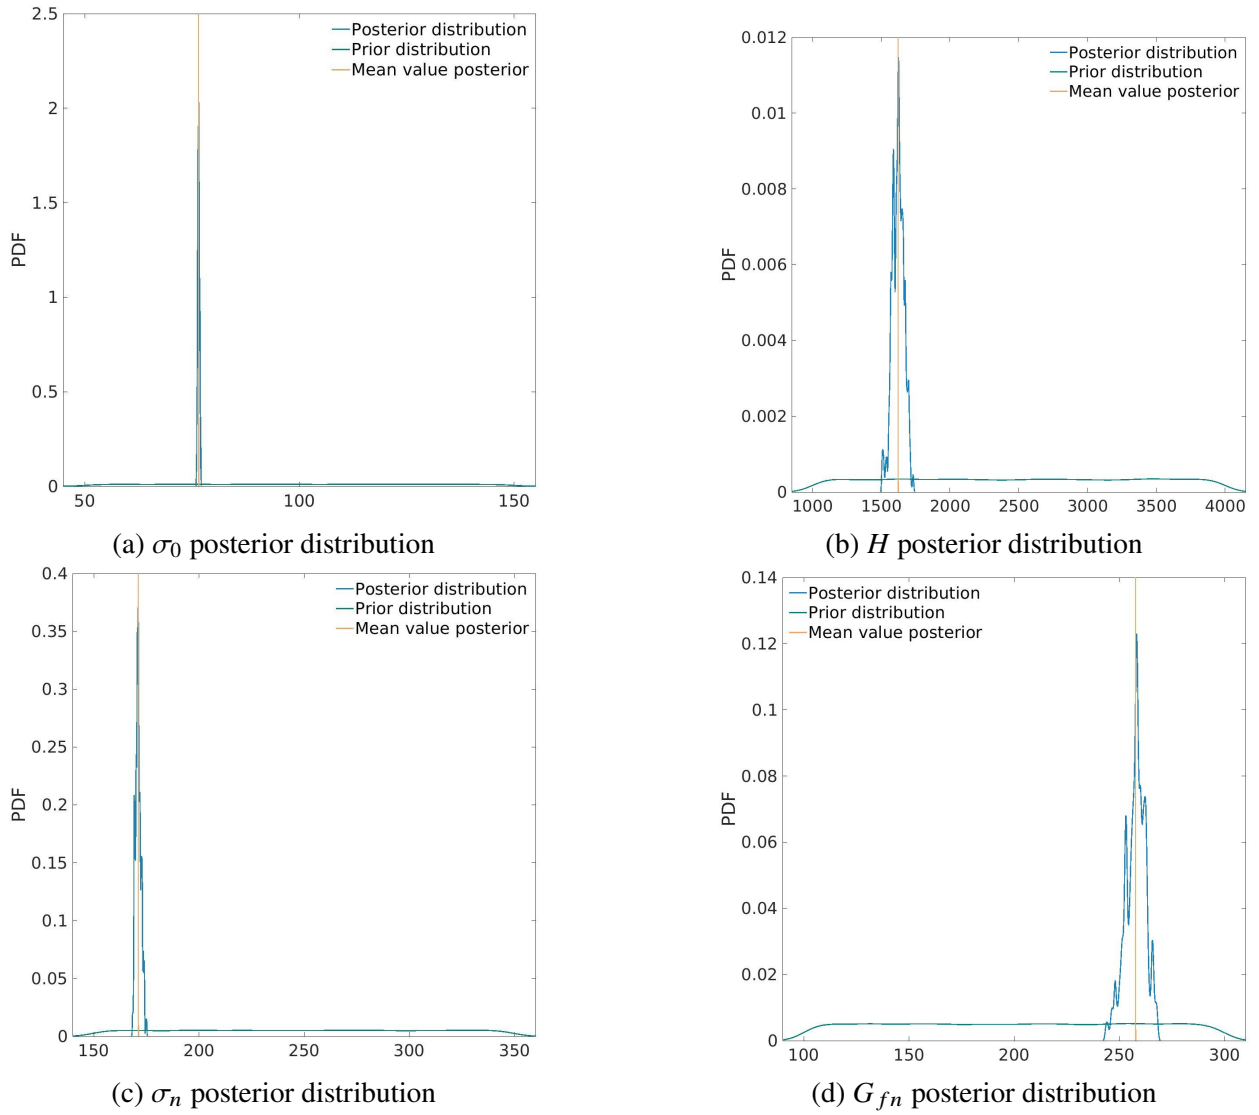 2.5
2
1.5
1
0.5
0
PDF
50
100
150
Posterior distribution
Prior distribution
Mean value posterior
(a) σ₀ posterior distribution
0.012
0.01
0.008
0.006
0.004
0.002
0
PDF
1000
1500
2000
2500
3000
3500
4000
Posterior distribution
Prior distribution
Mean value posterior
(b) H posterior distribution
0.4
0.35
0.3
0.25
0.2
0.15
0.1
0.05
0
PDF
150
200
250
300
350
Posterior distribution
Prior distribution
Mean value posterior
(c) σₙ posterior distribution
0.14
0.12
0.1
0.08
0.06
0.04
0.02
0
PDF
100
150
200
250
300
Posterior distribution
Prior distribution
Mean value posterior
(d) G_{fn} posterior distribution